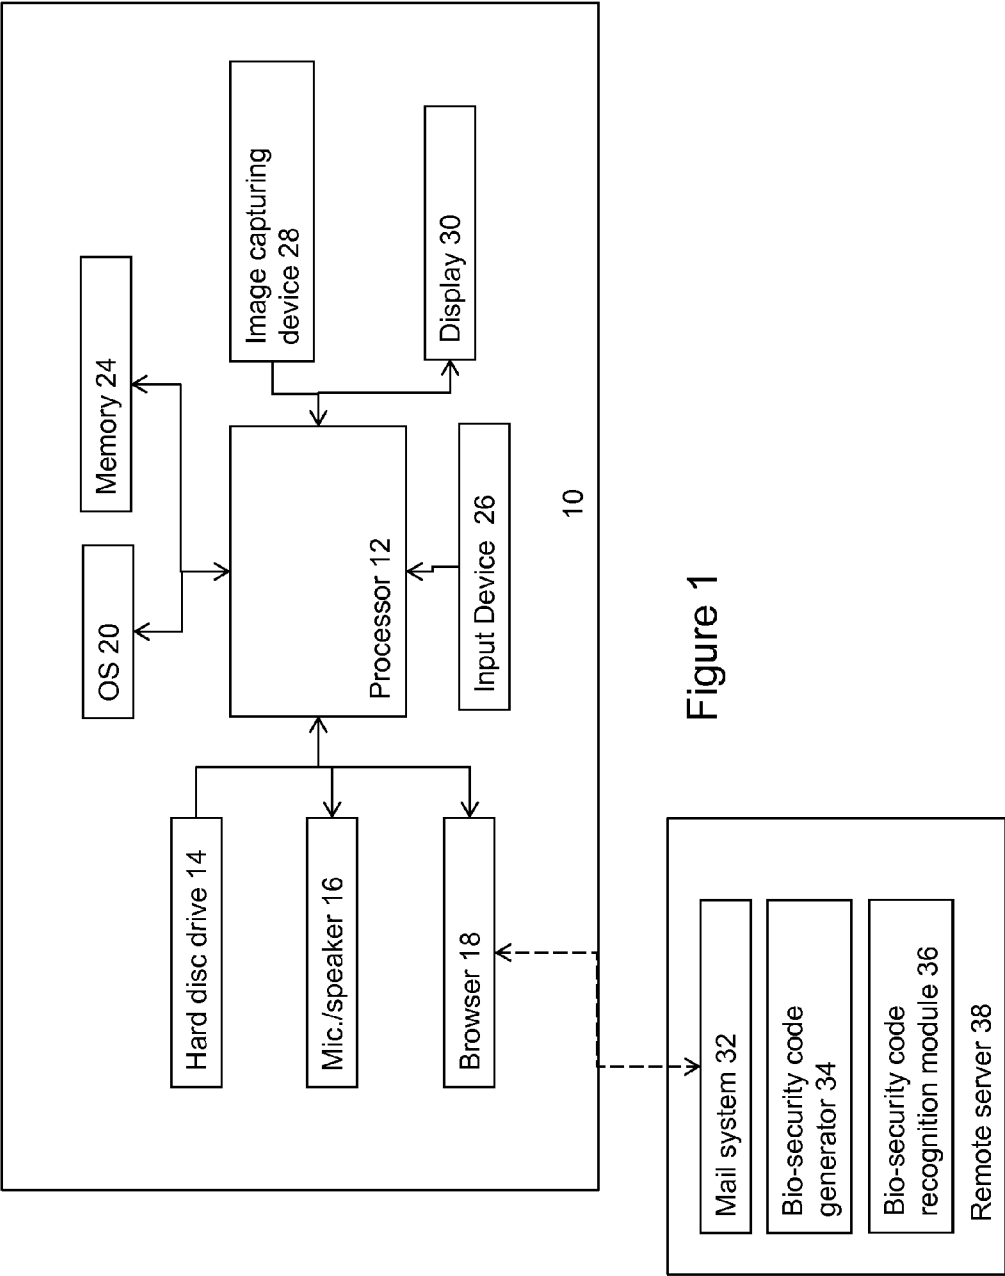 Hard disc drive 14
Mic./speaker 16
Browser 18
OS 20
Memory 24
Processor 12
Input Device 26
Image capturing
device 28
Display 30
10
Mail system 32
Bio-security code
generator 34
Bio-security code
recognition module 36
Remote server 38
Figure 1